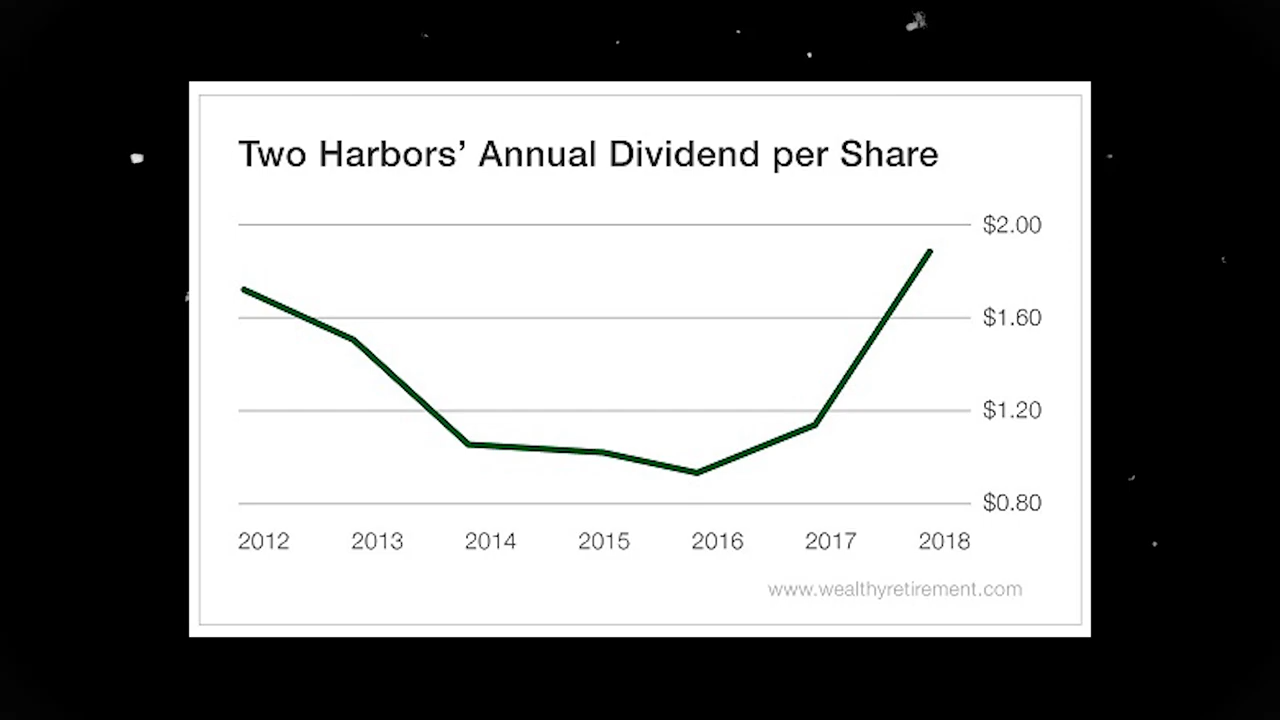 Two Harbors’ Annual Dividend per Share
$2.00
$1.60
$1.20
$0.80
2012 2013 2014 2015 2016 2017 2018
www.wealthyretirement.com